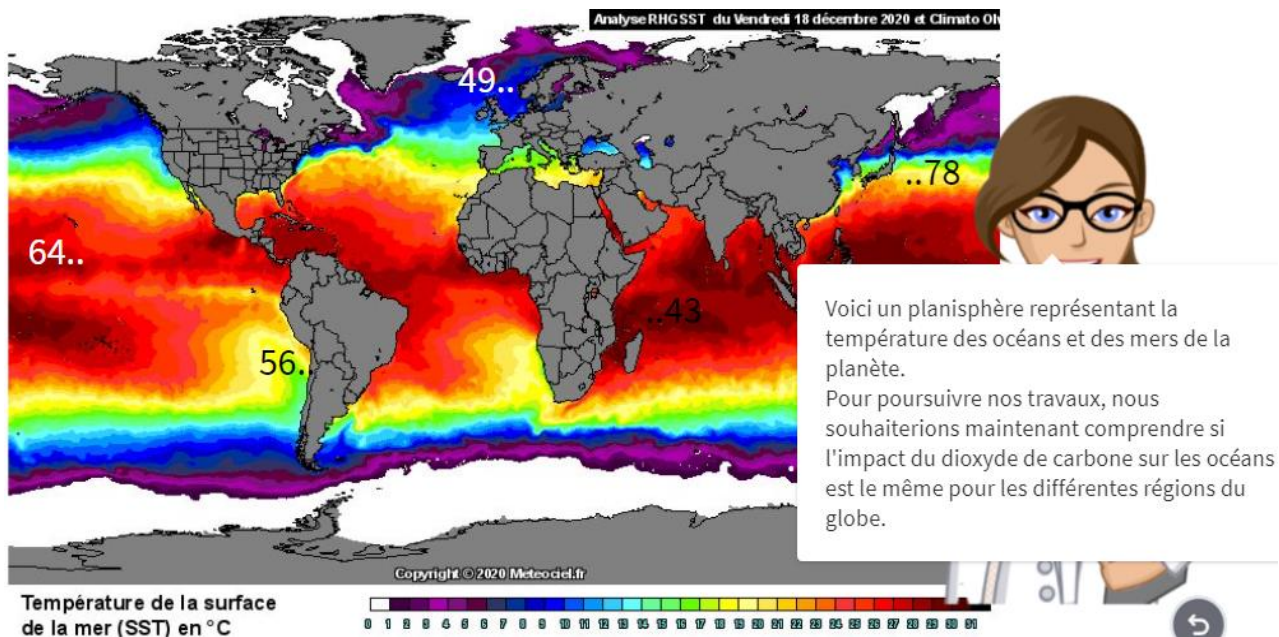 Analyse RHGSST du Vendredi 18 décembre 2020 et Climato
49..
..78
64..
..43
56..
Voici un planisphère représentant la
température des océans et des mers de la
planète.
Pour poursuivre nos travaux, nous
souhaiterions maintenant comprendre si
l'impact du dioxyde de carbone sur les océans
est le même pour les différentes régions du
globe.
Copyright © 2020 Meteociel.fr
Température de la surface
de la mer (SST) en °C
0 1 2 3 4 5 6 7 8 9 10 11 12 13 14 15 16 17 18 19 20 21 22 23 24 25 26 27 28 29 30 31